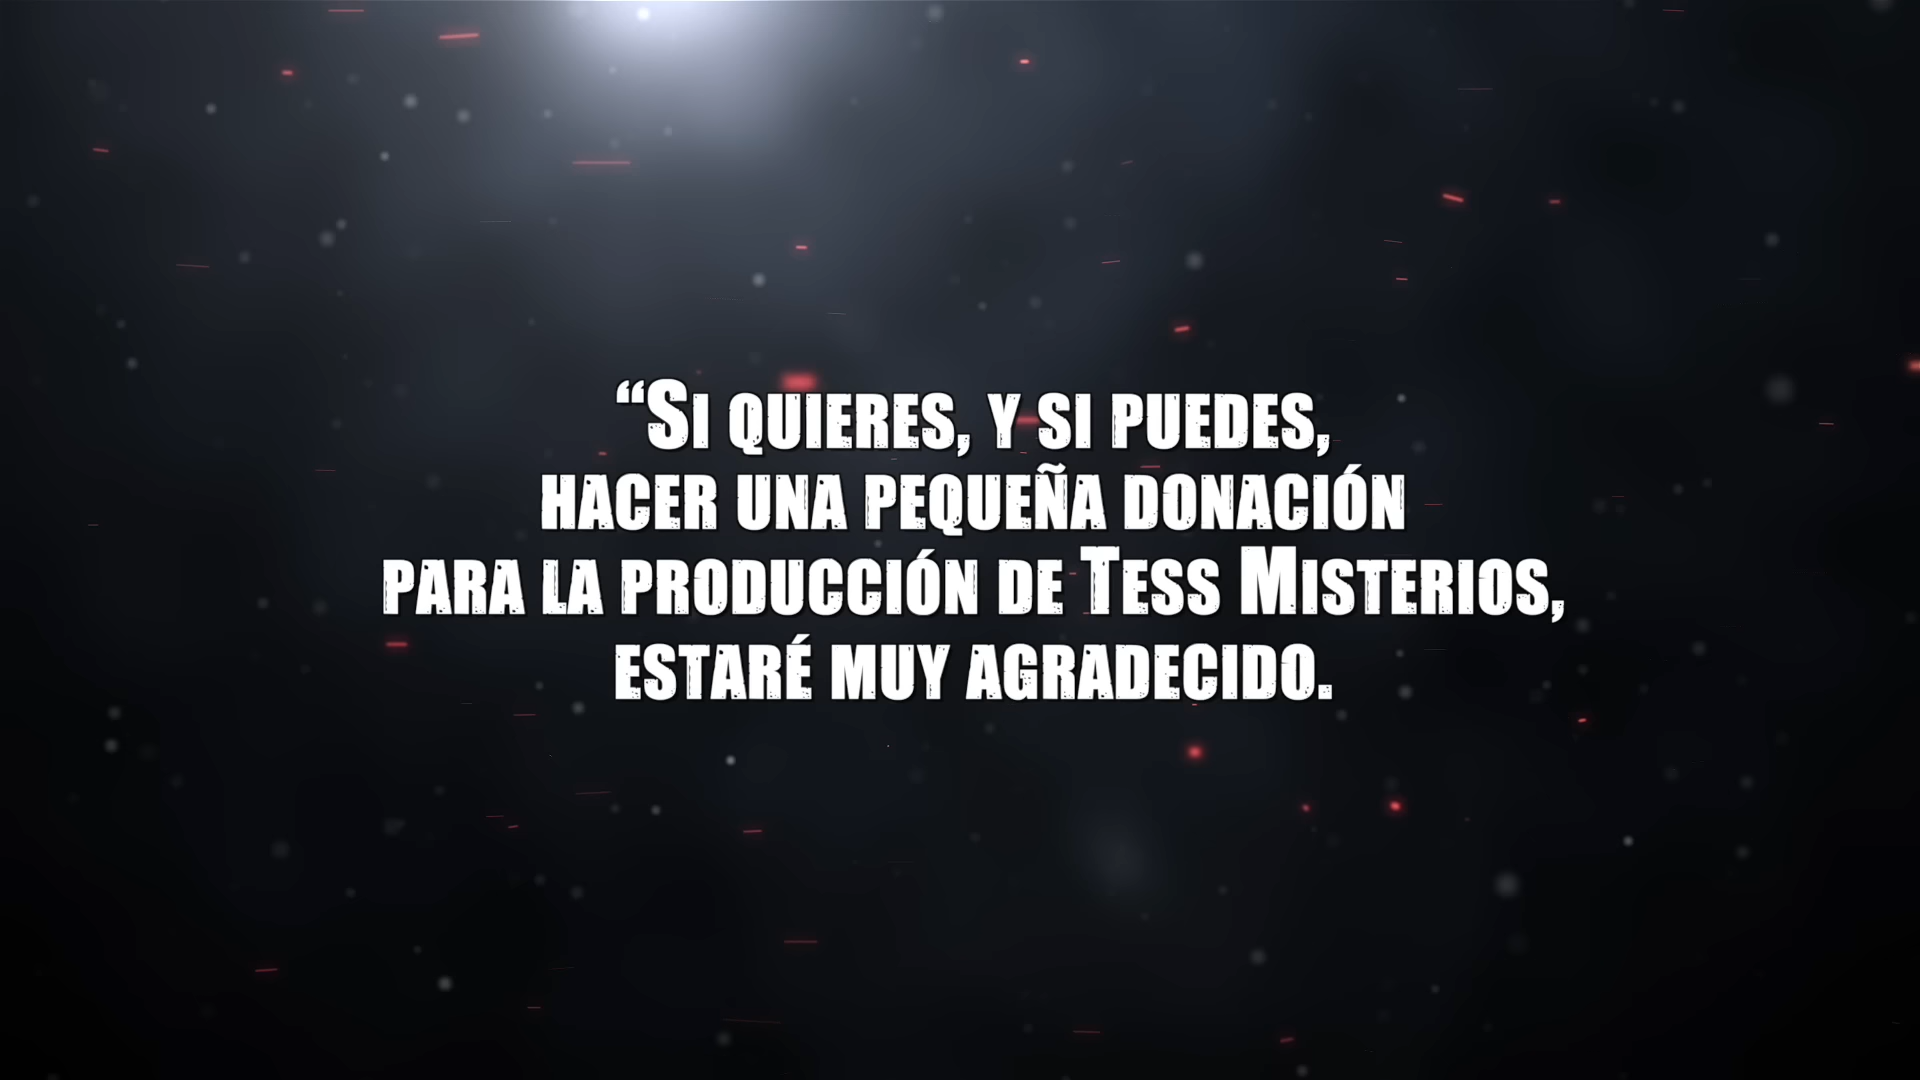 “Si quieres, y si puedes,
hacer una pequeña donación
para la producción de Tess Misterios,
estaré muy agradecido.